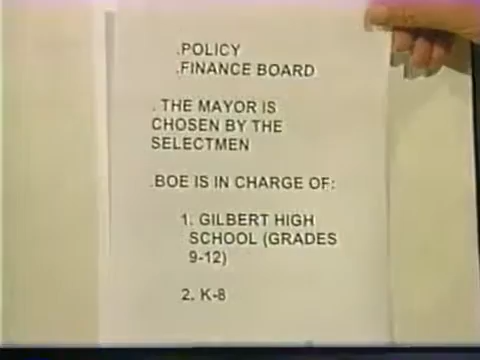 .POLICY
.FINANCE BOARD
. THE MAYOR IS
CHOSEN BY THE
SELECTMEN
.BOE IS IN CHARGE OF:
1. GILBERT HIGH
SCHOOL (GRADES
9-12)
2. K-8